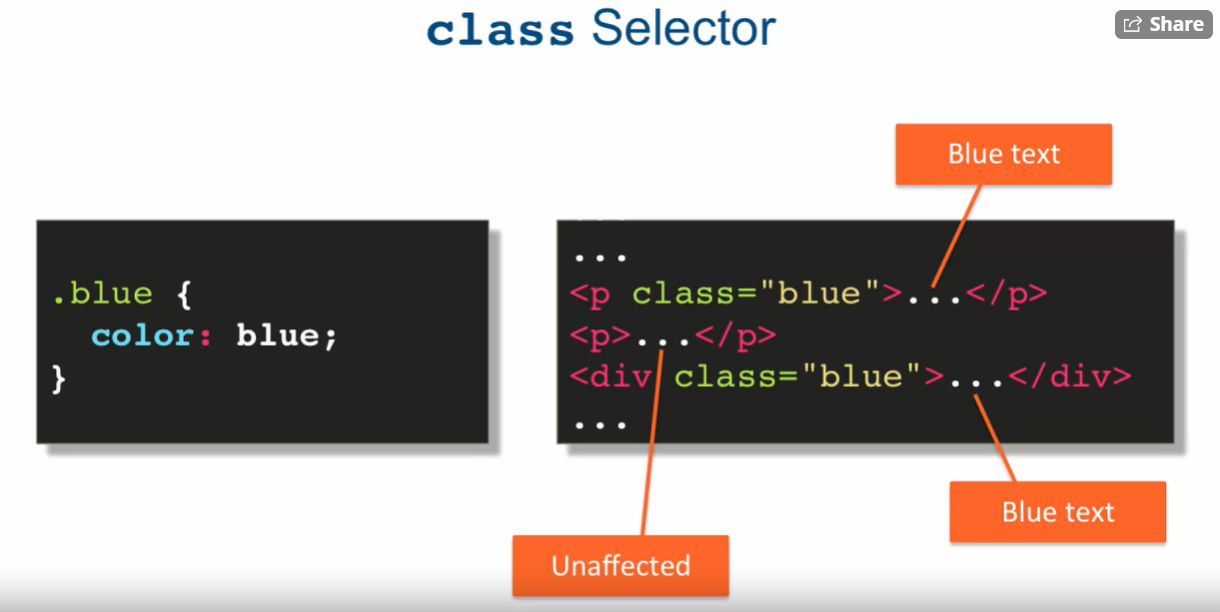 class Selector
Share
Blue text
.blue {
color: blue;
}
...
...
<p class="blue">...</p>
<p>...</p>
<div class="blue">...</div>
...
Blue text
Unaffected